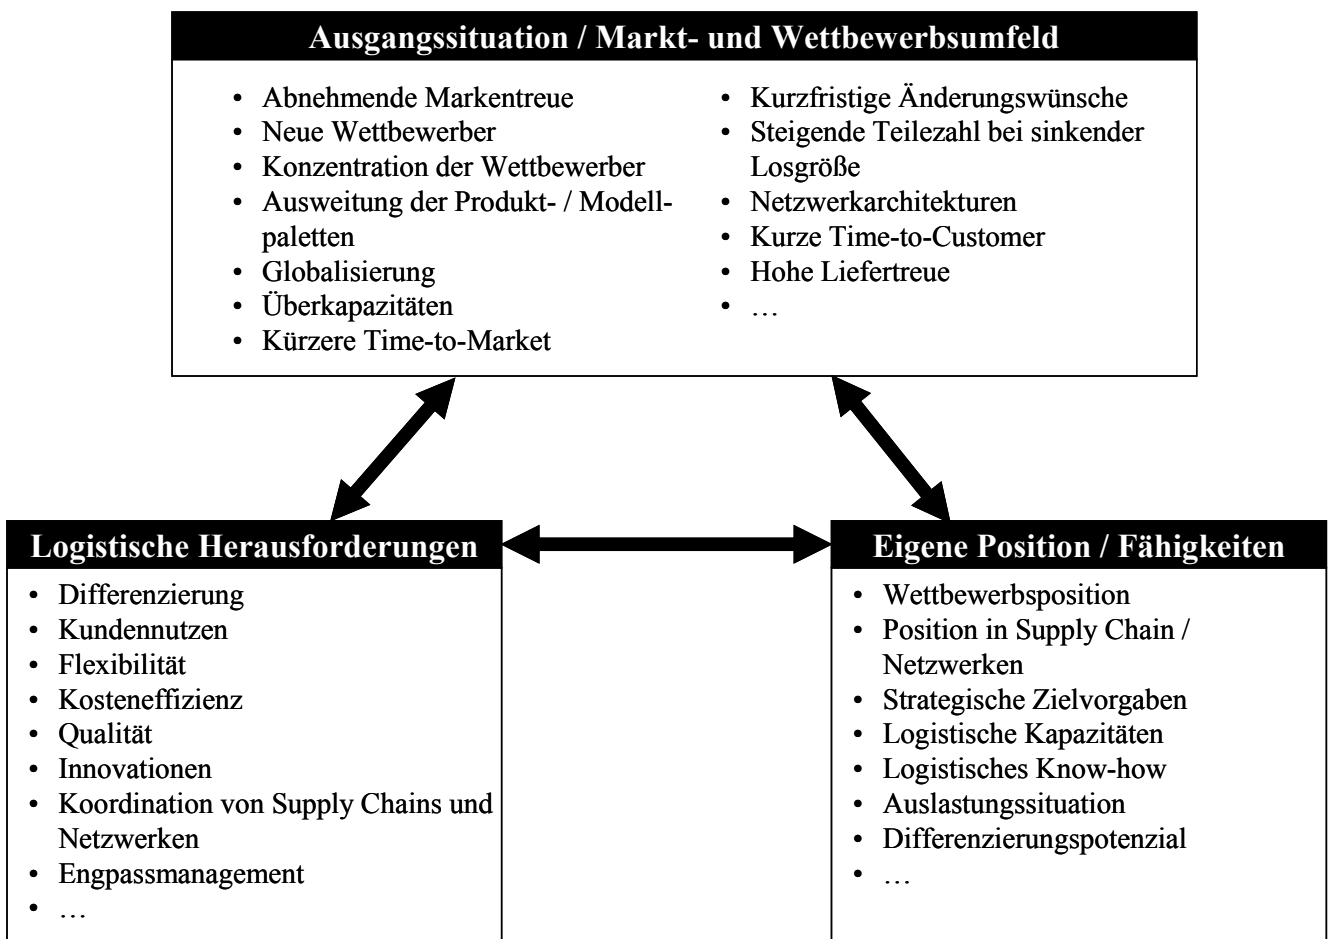 Ausgangssituation / Markt- und Wettbewerbsumfeld
• Abnehmende Markentreue
• Neue Wettbewerber
• Konzentration der Wettbewerber
• Ausweitung der Produkt- / Modell-
paletten
• Globalisierung
• Überkapazitäten
• Kürzere Time-to-Market
• Kurzfristige Änderungswünsche
• Steigende Teilezahl bei sinkender
Losgröße
• Netzwerkarchitekturen
• Kurze Time-to-Customer
• Hohe Liefertreue
• …
Logistische Herausforderungen
• Differenzierung
• Kundennutzen
• Flexibilität
• Kosteneffizienz
• Qualität
• Innovationen
• Koordination von Supply Chains und
Netzwerken
• Engpassmanagement
• …
Eigene Position / Fähigkeiten
• Wettbewerbsposition
• Position in Supply Chain /
Netzwerken
• Strategische Zielvorgaben
• Logistische Kapazitäten
• Logistisches Know-how
• Auslastungssituation
• Differenzierungspotenzial
• …